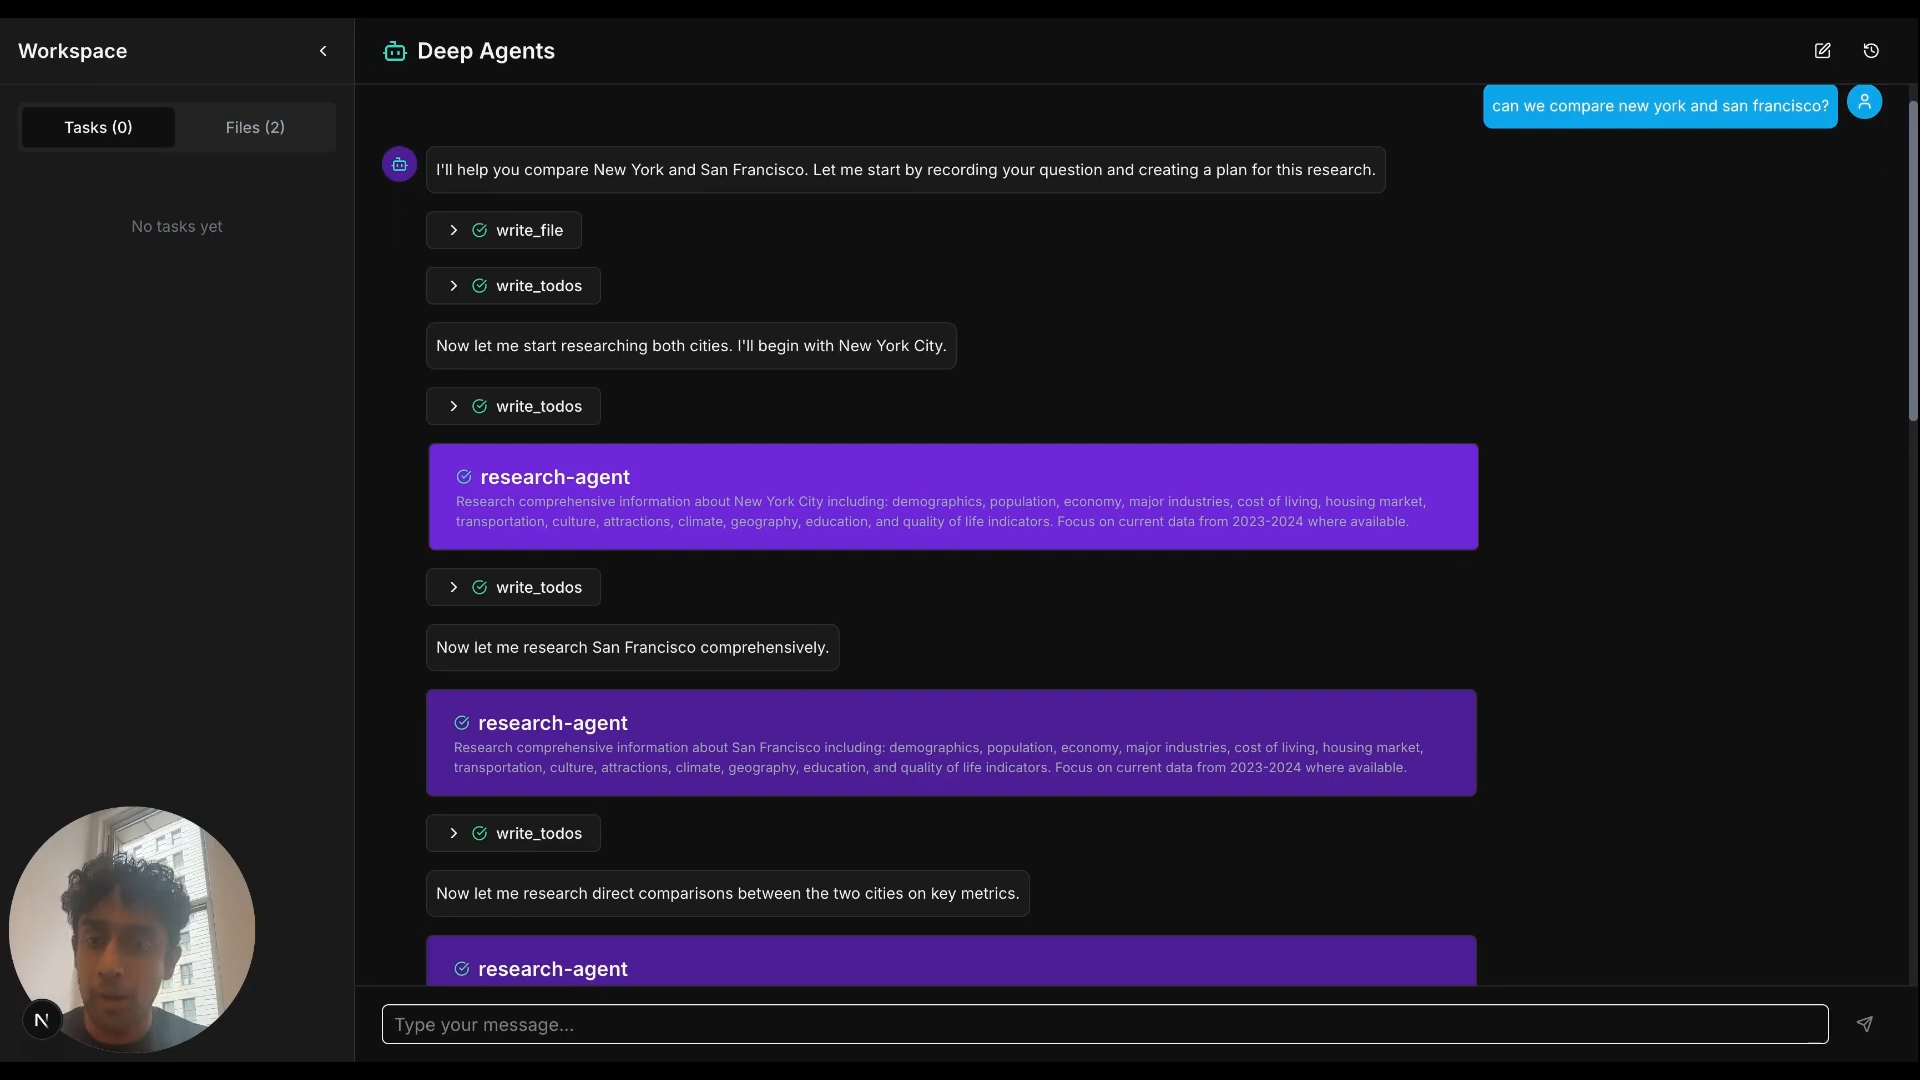 Workspace
Deep Agents
Tasks (0)
Files (2)
No tasks yet
can we compare new york and san francisco?
I'll help you compare New York and San Francisco. Let me start by recording your question and creating a plan for this research.
write_file
write_todos
Now let me start researching both cities. I'll begin with New York City.
write_todos
research-agent
Research comprehensive information about New York City including: demographics, population, economy, major industries, cost of living, housing market,
transportation, culture, attractions, climate, geography, education, and quality of life indicators. Focus on current data from 2023-2024 where available.
write_todos
Now let me research San Francisco comprehensively.
research-agent
Research comprehensive information about San Francisco including: demographics, population, economy, major industries, cost of living, housing market,
transportation, culture, attractions, climate, geography, education, and quality of life indicators. Focus on current data from 2023-2024 where available.
write_todos
Now let me research direct comparisons between the two cities on key metrics.
research-agent
N
Type your message...